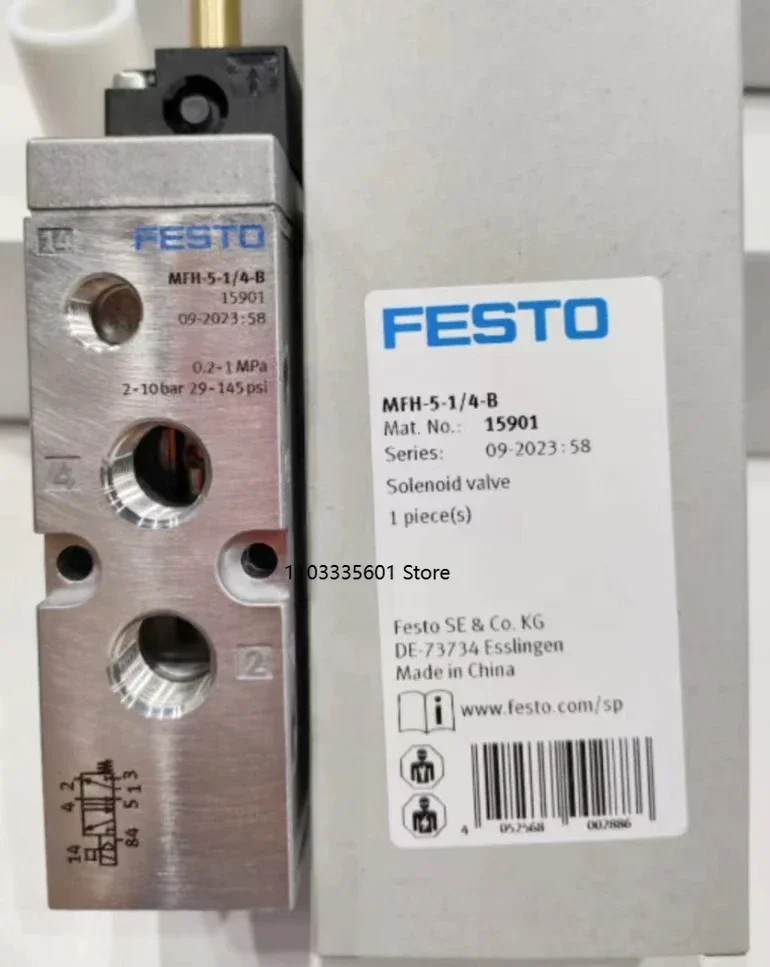 14
FESTO
MFH-5-1/4-B
15901
09-2023:58
0.2-1 MPa
2-10 bar 29-145 psi
4
2
14
4 2
84
5 1 3
FESTO
MFH-5-1/4-B
Mat. No.: 15901
Series: 09-2023:58
Solenoid valve
1 piece(s)
1103335601 Store
Festo SE & Co. KG
DE-73734 Esslingen
Made in China
i www.festo.com/sp
4 052568 002886